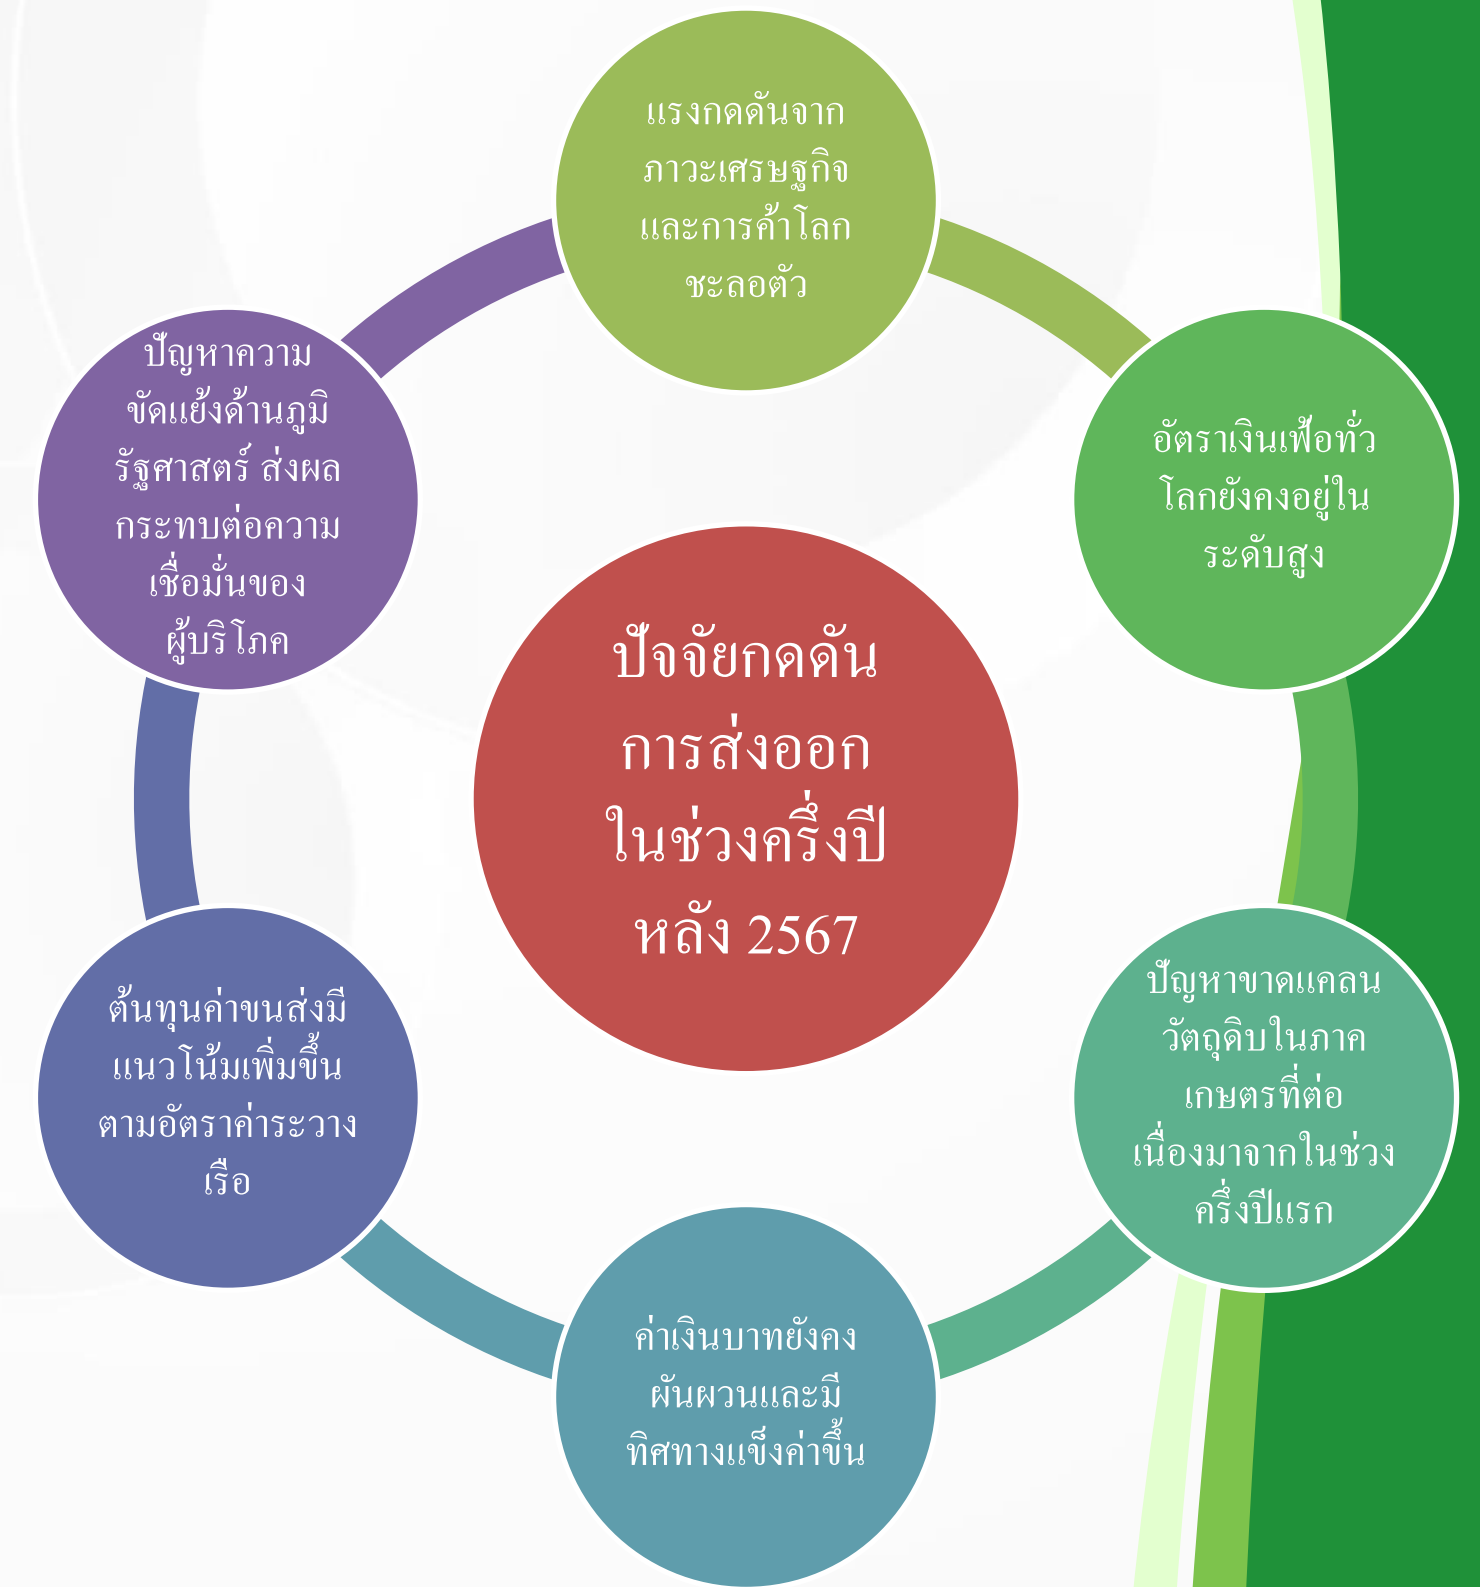 แรงกดดันจาก
ภาวะเศรษฐกิจ
และการค้าโลก
ชะลอตัว
อัตราเงินเฟ้อทั่ว
โลกยังคงอยู่ใน
ระดับสูง
ปัญหาขาดแคลน
วัตถุดิบในภาค
เกษตรที่ต่อ
เนื่องมาจากในช่วง
ครึ่งปีแรก
ค่าเงินบาทยังคง
ผันผวนและมี
ทิศทางแข็งค่าขึ้น
ต้นทุนค่าขนส่งมี
แนวโน้มเพิ่มขึ้น
ตามอัตราค่าระวาง
เรือ
ปัญหาความ
ขัดแย้งด้านภูมิ
รัฐศาสตร์ ส่งผล
กระทบต่อความ
เชื่อมั่นของ
ผู้บริโภค
ปัจจัยกดดัน
การส่งออก
ในช่วงครึ่งปี
หลัง 2567